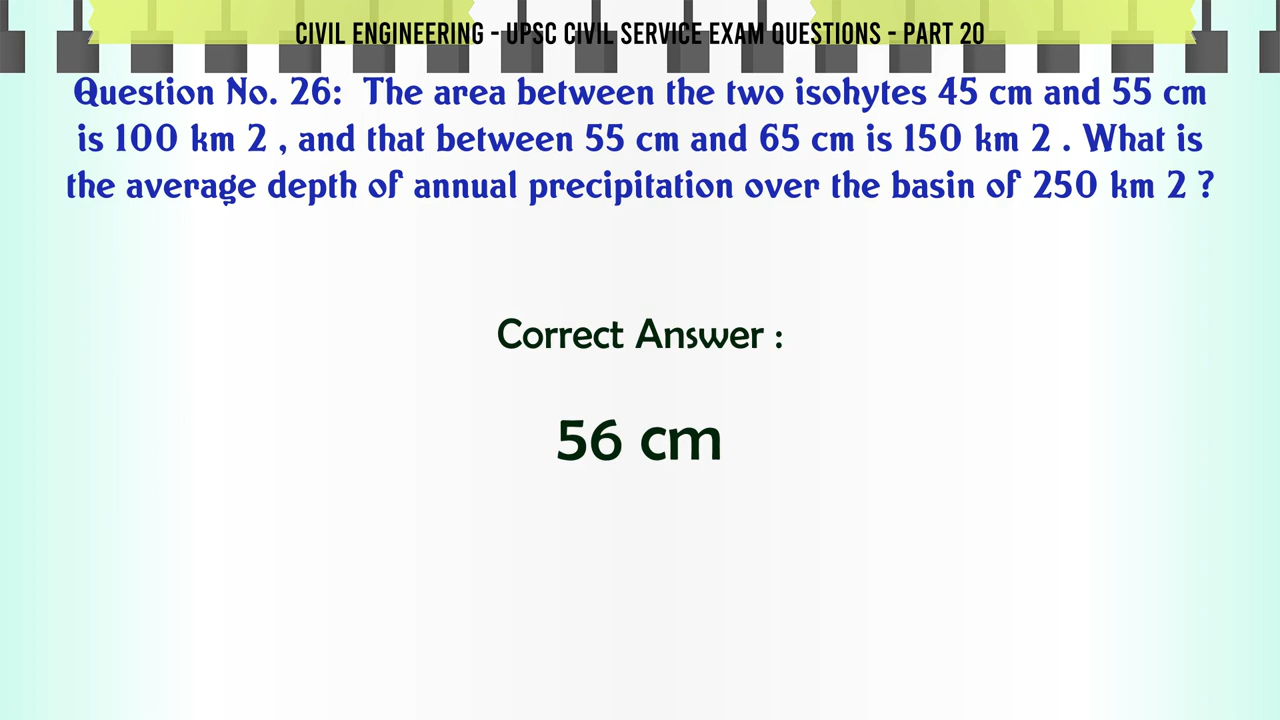 CIVIL ENGINEERING - UPSC CIVIL SERVICE EXAM QUESTIONS - PART 20
Question No. 26: The area between the two isohytes 45 cm and 55 cm
is 100 km 2 , and that between 55 cm and 65 cm is 150 km 2 . What is
the average depth of annual precipitation over the basin of 250 km 2 ?
Correct Answer :
56 cm